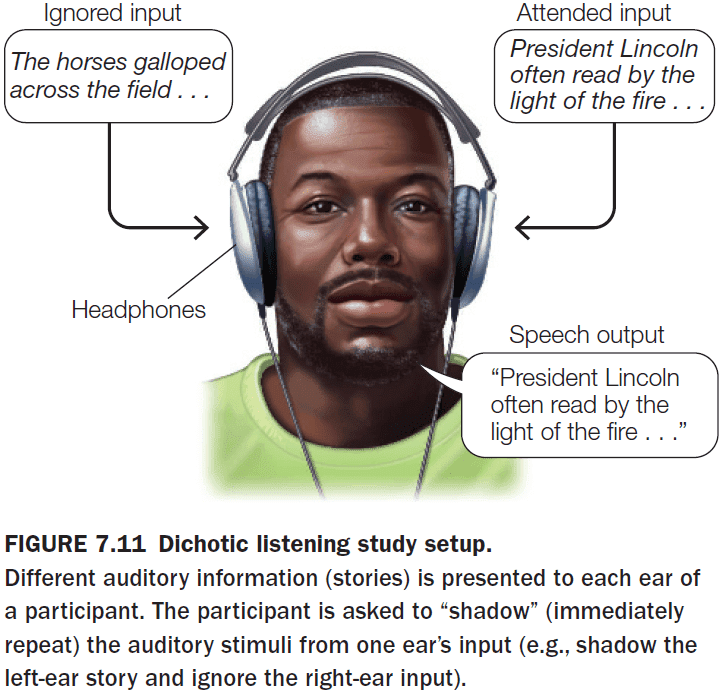 Ignored input
The horses galloped
across the field . . .
Attended input
President Lincoln
often read by the
light of the fire . . .
Headphones
Speech output
“President Lincoln
often read by the
light of the fire . . .”
FIGURE 7.11 Dichotic listening study setup.
Different auditory information (stories) is presented to each ear of
a participant. The participant is asked to “shadow” (immediately
repeat) the auditory stimuli from one ear’s input (e.g., shadow the
left-ear story and ignore the right-ear input).